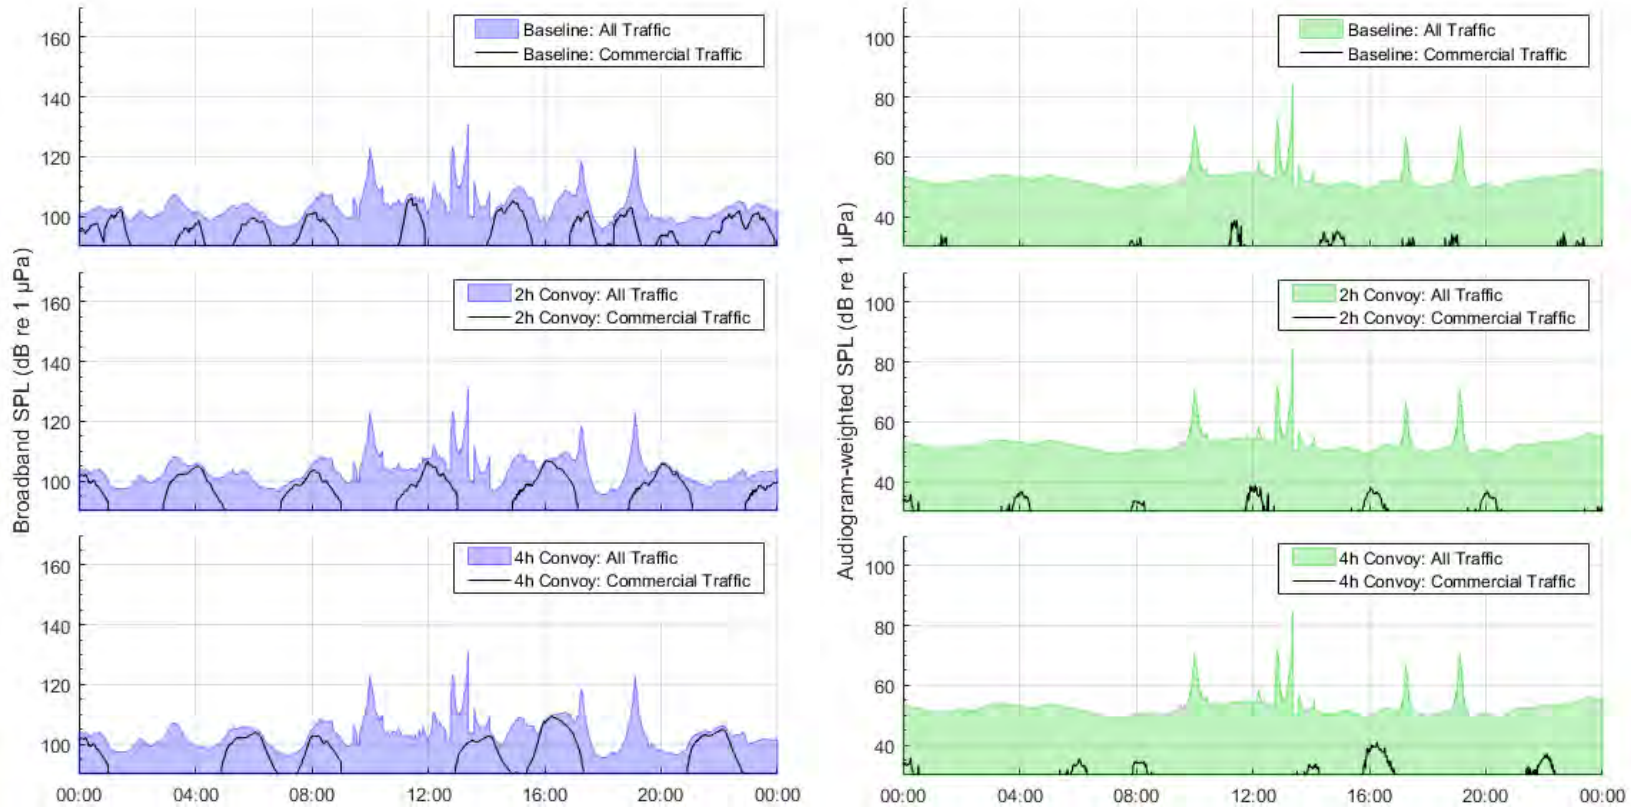 Broadband SPL (dB re 1 µPa)
160
140
120
100
Baseline: All Traffic
Baseline: Commercial Traffic
160
140
120
100
2h Convoy: All Traffic
2h Convoy: Commercial Traffic
160
140
120
100
4h Convoy: All Traffic
4h Convoy: Commercial Traffic
00:00 04:00 08:00 12:00 16:00 20:00 00:00
Audiogram-weighted SPL (dB re 1 µPa)
100
80
60
40
Baseline: All Traffic
Baseline: Commercial Traffic
100
80
60
40
2h Convoy: All Traffic
2h Convoy: Commercial Traffic
100
80
60
40
4h Convoy: All Traffic
4h Convoy: Commercial Traffic
00:00 04:00 08:00 12:00 16:00 20:00 00:00